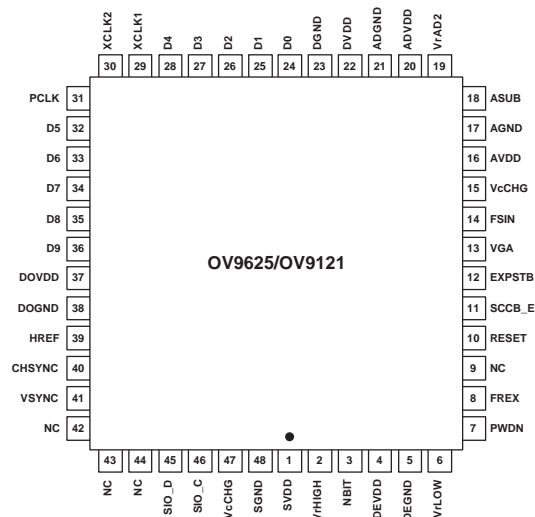 XCLK2
XCLK1
D4
D3
D2
D1
D0
DGND
DVDD
ADGND
ADVDD
VrAD2
30 29 28 27 26 25 24 23 22 21 20 19
PCLK 31
D5 32
D6 33
D7 34
D8 35
D9 36
DOVDD 37
DOGND 38
HREF 39
CHSYNC 40
VSYNC 41
NC 42
OV9625/OV9121
18 ASUB
17 AGND
16 AVDD
15 VcCHG
14 FSIN
13 VGA
12 EXPSTB
11 SCCB_E
10 RESET
9 NC
8 FREX
7 PWDN
43 44 45 46 47 48 1 2 3 4 5 6
NC
NC
SIO_D
SIO_C
VcCHG
SGND
SVDD
VrHIGH
NBIT
DEVDD
DEGND
VrLOW